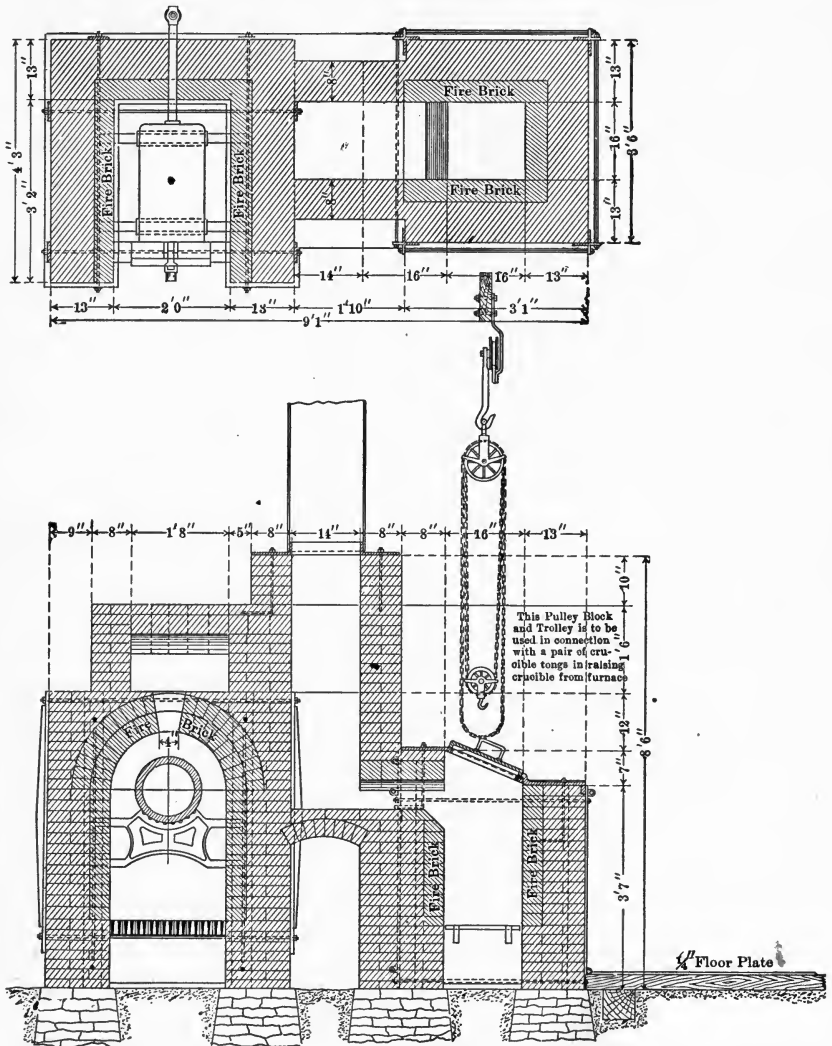 13"
4' 3"
3' 2"
Fire Brick
Fire Brick
8"
8"
Fire Brick
Fire Brick
13"
16"
3' 6"
13"
14"
16"
16"
13"
13"
2' 0"
13"
1' 10"
3' 1"
9' 1"
9"
8"
1' 8"
5"
8"
14"
8"
8"
16"
13"
10"
This Pulley Block
and Trolley is to be
used in connection
with a pair of cru-
cible tongs in raising
crucible from furnace
1' 6"
12"
8' 6"
7"
3' 7"
Fire Brick
4"
Fire Brick
Fire Brick
1/4" Floor Plate